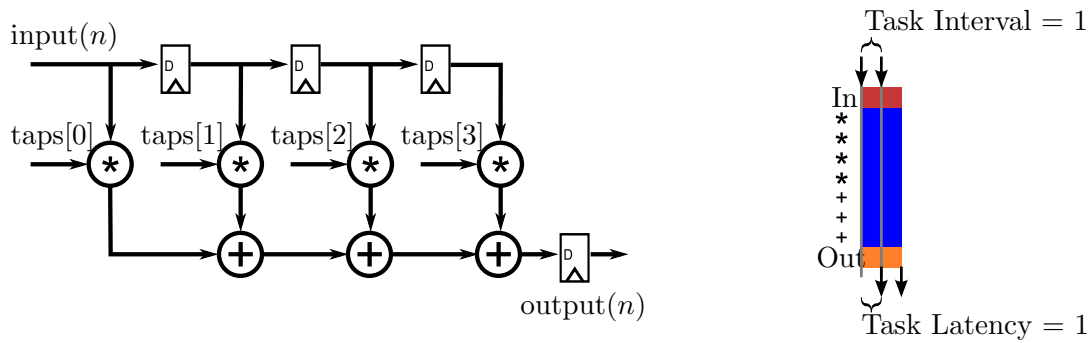 input(n)
D
D
D
taps[0]
taps[1]
taps[2]
taps[3]
*
*
*
*
+
+
+
D
output(n)
Task Interval = 1
In
*
*
*
*
+
+
+
Out
Task Latency = 1